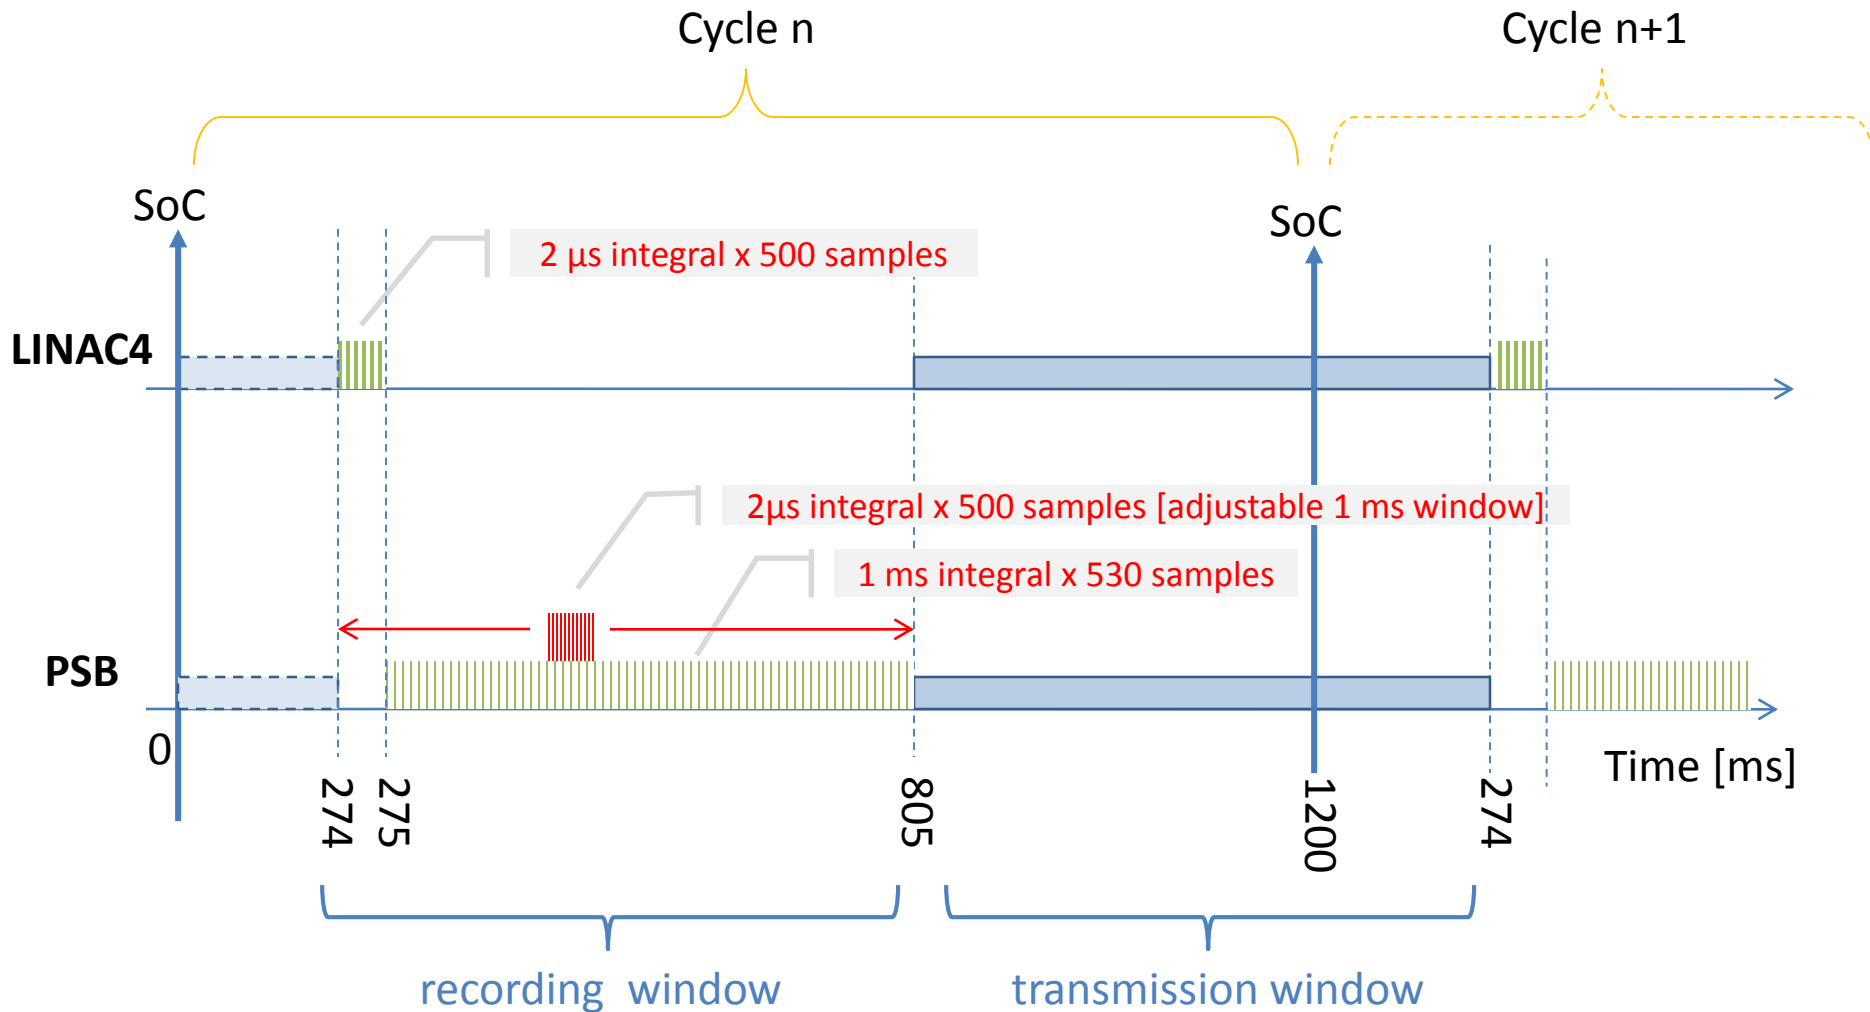 Cycle n
Cycle n+1
SoC
SoC
2 µs integral x 500 samples
LINAC4
2µs integral x 500 samples [adjustable 1 ms window]
1 ms integral x 530 samples
PSB
0
Time [ms]
274
275
805
1200
274
recording window
transmission window